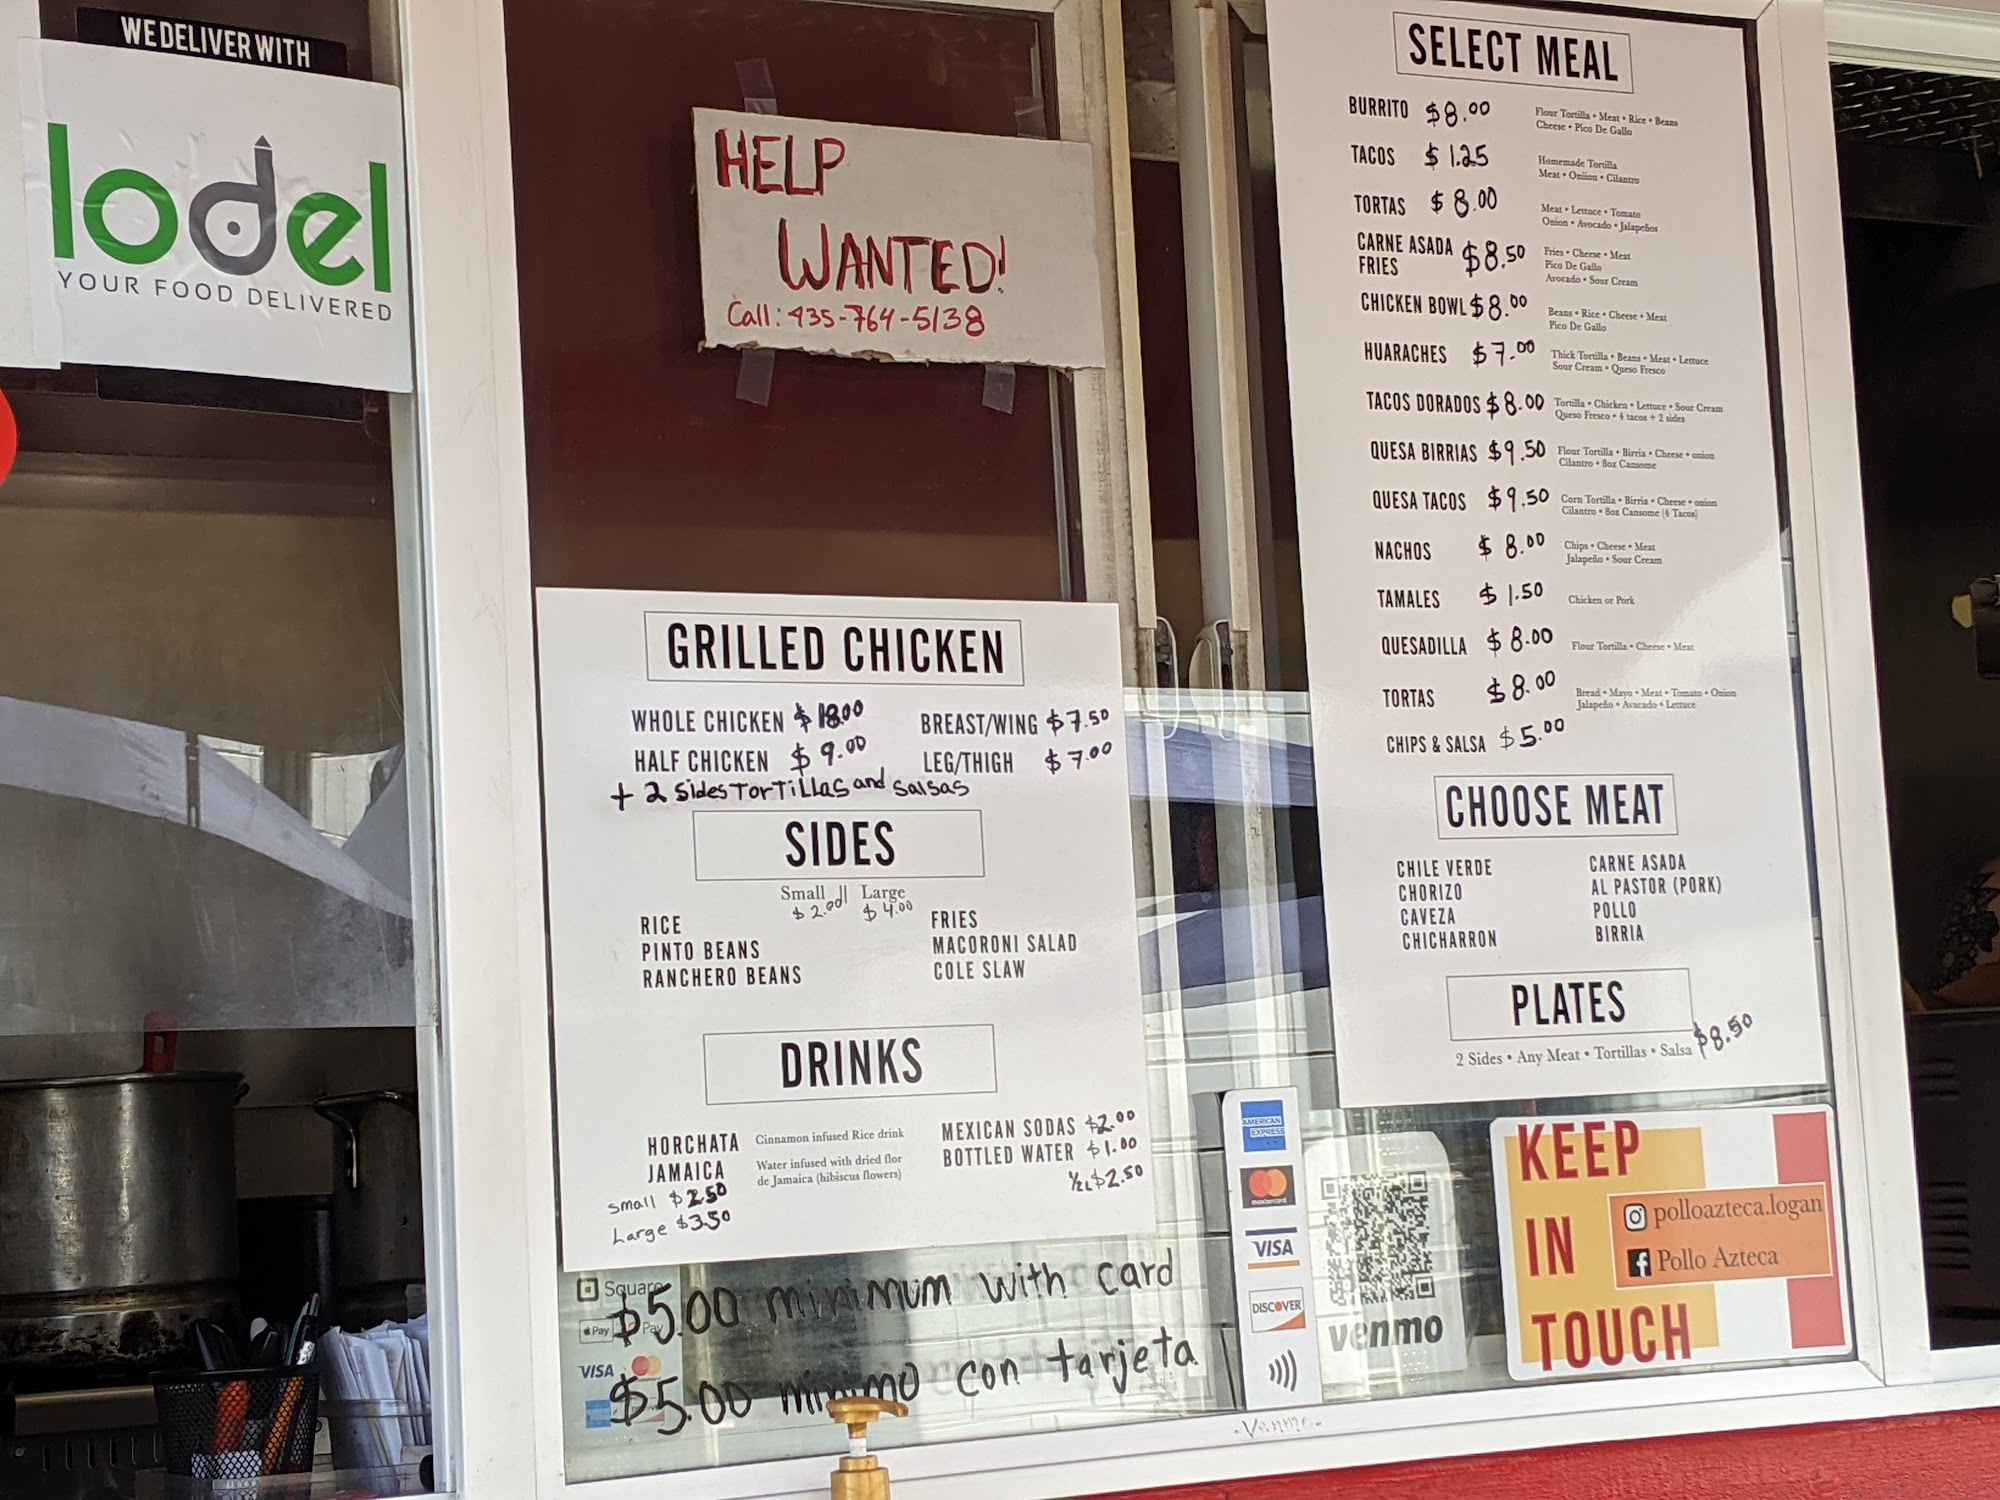 WE DELIVER WITH
lodel
YOUR FOOD DELIVERED
HELP
WANTED!
Call: 435-764-5138
GRILLED CHICKEN
WHOLE CHICKEN $18.00 BREAST/WING $7.50
HALF CHICKEN $9.00 LEG/THIGH $7.00
+ 2 Sides TorTiLLas and salsas
SIDES
Small || Large
$2.00 || $4.00
RICE FRIES
PINTO BEANS MACORONI SALAD
RANCHERO BEANS COLE SLAW
DRINKS
HORCHATA Cinnamon infused Rice drink
JAMAICA Water infused with dried flor
de Jamaica (hibiscus flowers)
small $2.50
Large $3.50
MEXICAN SODAS $2.00
BOTTLED WATER $1.00
1/2L $2.50
Square
Pay Pay
VISA
$5.00 minimum with card
$5.00 minimo con tarjeta
SELECT MEAL
BURRITO $8.00 Flour Tortilla • Meat • Rice • Beans
Cheese • Pico De Gallo
TACOS $1.25 Homemade Tortilla
Meat • Oniion • Cilantro
TORTAS $8.00 Meat • Lettuce • Tomato
Onion • Avocado • Jalapeños
CARNE ASADA
FRIES $8.50 Fries • Cheese • Meat
Pico De Gallo
Avocado • Sour Cream
CHICKEN BOWL $8.00 Beans • Rice • Cheese • Meat
Pico De Gallo
HUARACHES $7.00 Thick Tortilla • Beans • Meat • Lettuce
Sour Cream • Queso Fresco
TACOS DORADOS $8.00 Tortilla • Chicken • Lettuce • Sour Cream
Queso Fresco • 4 tacos + 2 sides
QUESA BIRRIAS $9.50 Flour Tortilla • Birria • Cheese • onion
Cilantro • 8oz Cansome
QUESA TACOS $9.50 Corn Tortilla • Birria • Cheese • onion
Cilantro • 8oz Cansome (4 Tacos)
NACHOS $8.00 Chips • Cheese • Meat
Jalapeño • Sour Cream
TAMALES $1.50 Chicken or Pork
QUESADILLA $8.00 Flour Tortilla • Cheese • Meat
TORTAS $8.00 Bread • Mayo • Meat • Tomato • Onion
Jalapeño • Avacado • Lettuce
CHIPS & SALSA $5.00
CHOOSE MEAT
CHILE VERDE CARNE ASADA
CHORIZO AL PASTOR (PORK)
CAVEZA POLLO
CHICHARRON BIRRIA
PLATES
2 Sides • Any Meat • Tortillas • Salsa $8.50
AMERICAN
EXPRESS
mastercard
VISA
DISCOVER
venmo
-Venmo-
KEEP
IN
TOUCH
polloazteca.logan
Pollo Azteca